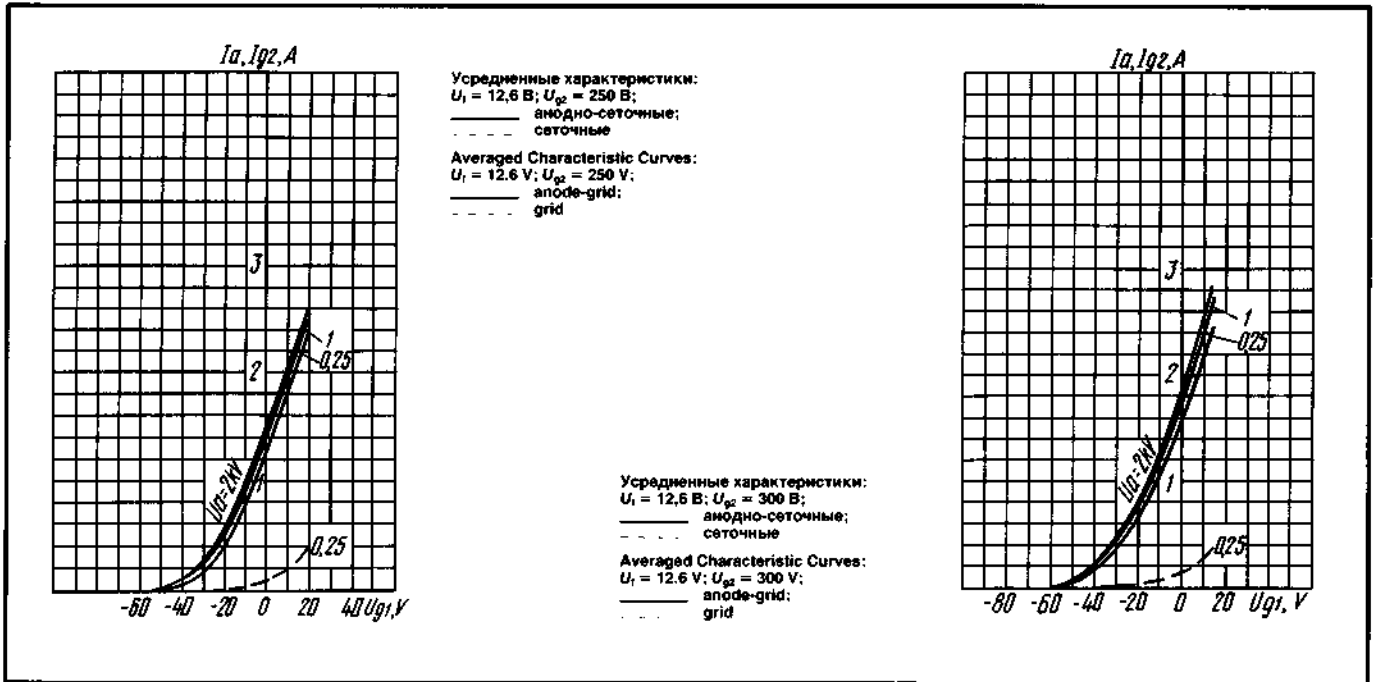 Ia, Ig2, A
3
2
1
Ua=2kV
1
0,25
0,25
-60 -40 -20 0 20 40 Ug1, V
Усредненные характеристики:
Uf = 12,6 В; Ug2 = 250 В;
анодно-сеточные;
сеточные
Averaged Characteristic Curves:
Uf = 12.6 V; Ug2 = 250 V;
anode-grid;
grid
Усредненные характеристики:
Uf = 12,6 В; Ug2 = 300 В;
анодно-сеточные;
сеточные
Averaged Characteristic Curves:
Uf = 12.6 V; Ug2 = 300 V;
anode-grid;
grid
Ia, Ig2, A
3
2
1
Ua=2kV
1
0,25
0,25
-80 -60 -40 -20 0 20 Ug1, V